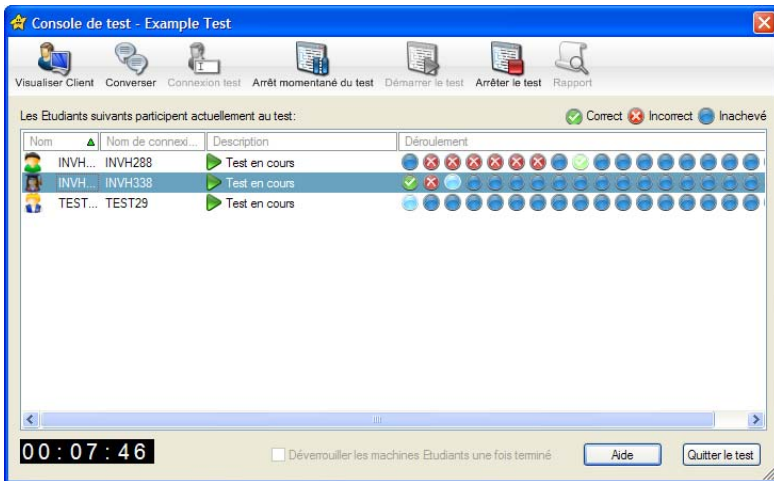 Console de test - Example Test
Visualiser Client Converser Connexion test Arrêt momentané du test Démarrer le test Arrêter le test Rapport
Les Etudiants suivants participent actuellement au test: Correct Incorrect Inachevé
Nom Nom de connexi... Description Déroulement
INVH... INVH288 Test en cours
INVH... INVH338 Test en cours
TEST... TEST29 Test en cours
00:07:46 Déverrouiller les machines Etudiants une fois terminé Aide Quitter le test